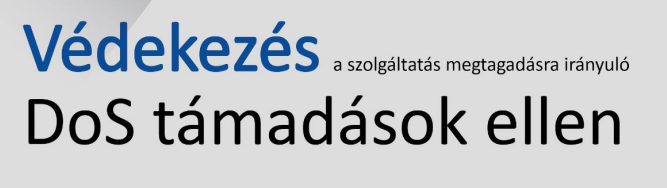 Védekezés a szolgáltatás megtagadásra irányuló
DoS támadások ellen